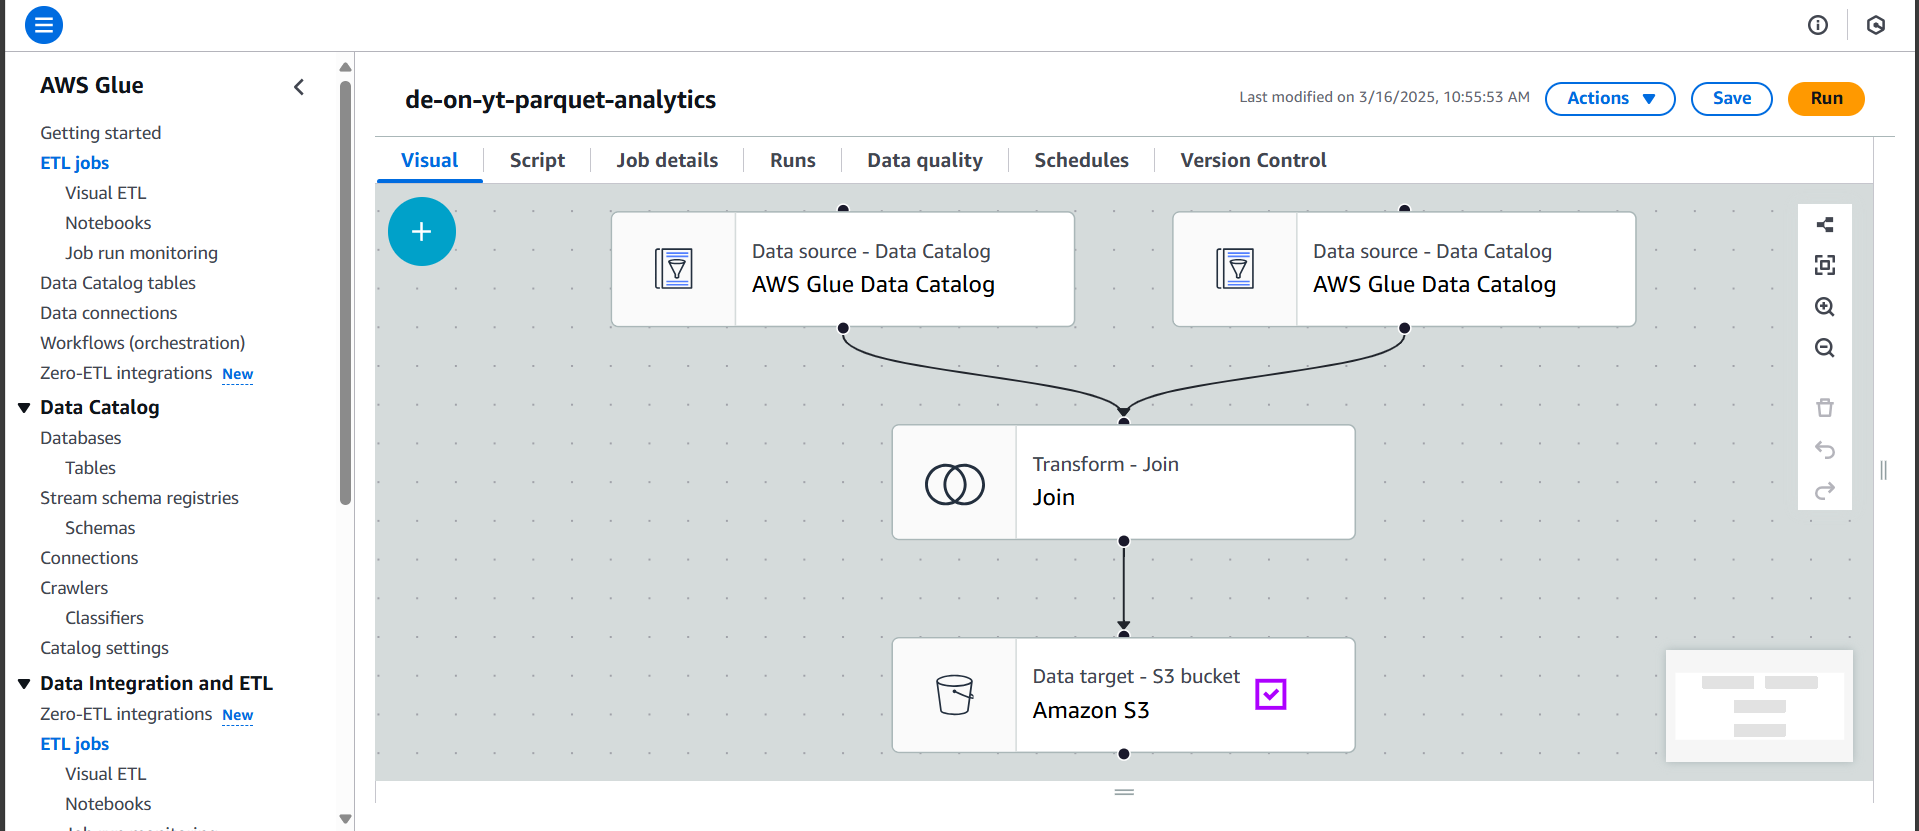 AWS Glue
Getting started
ETL jobs
Visual ETL
Notebooks
Job run monitoring
Data Catalog tables
Data connections
Workflows (orchestration)
Zero-ETL integrations New
Data Catalog
Databases
Tables
Stream schema registries
Schemas
Connections
Crawlers
Classifiers
Catalog settings
Data Integration and ETL
Zero-ETL integrations New
ETL jobs
Visual ETL
Notebooks
de-on-yt-parquet-analytics
Last modified on 3/16/2025, 10:55:53 AM
Actions
Save
Run
Visual
Script
Job details
Runs
Data quality
Schedules
Version Control
Data source - Data Catalog
AWS Glue Data Catalog
Data source - Data Catalog
AWS Glue Data Catalog
Transform - Join
Join
Data target - S3 bucket
Amazon S3